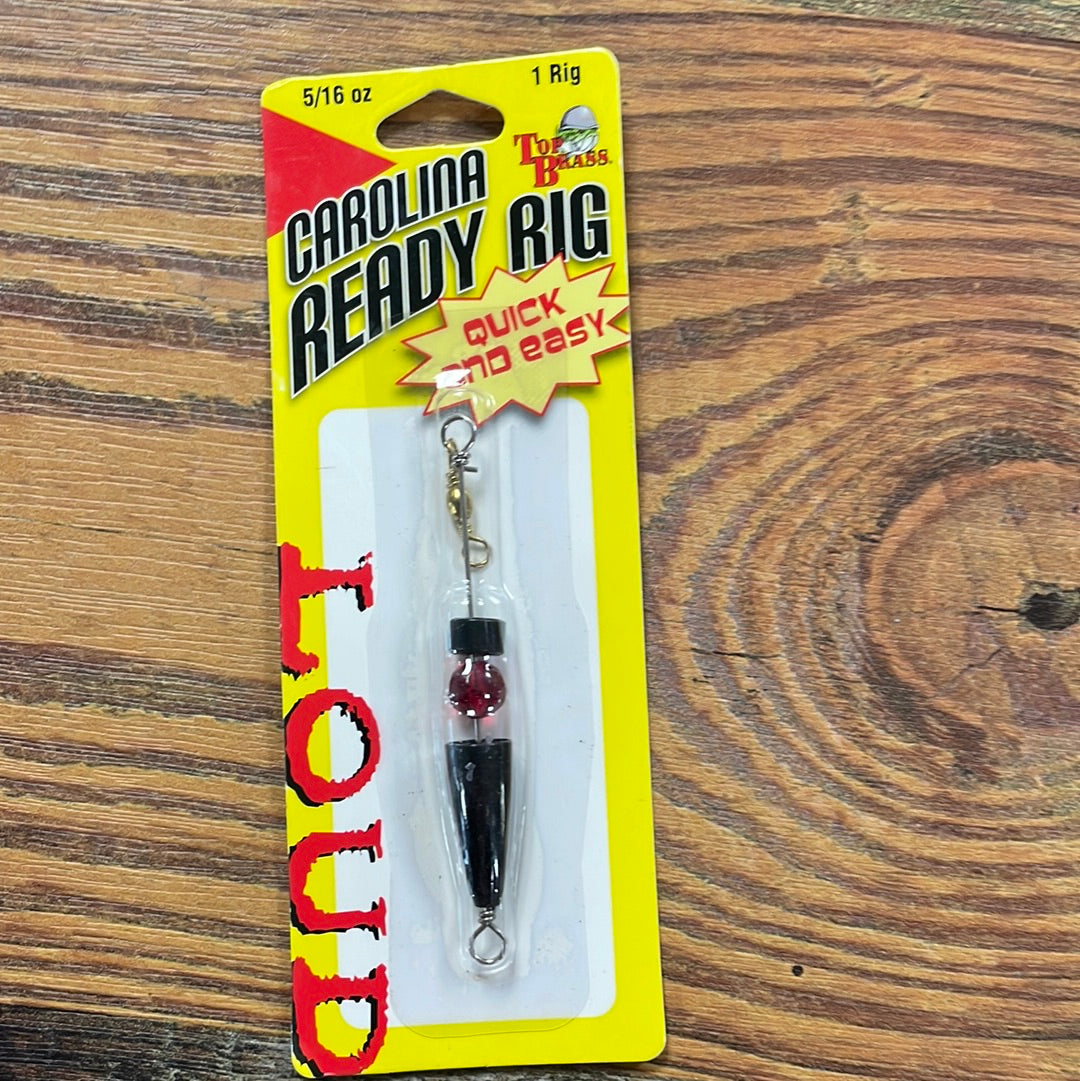 5/16 oz
1 Rig
TOP
BRASS
CAROLINA
READY RIG
QUICK
AND EASY
LOUD